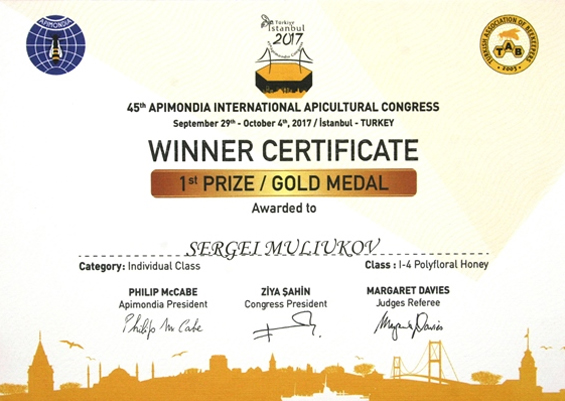 APIMONDIA
Türkiye
İstanbul
2017
TURKISH ASSOCIATION OF BEEKEEPERS
TAB
2003
45th APIMONDIA INTERNATIONAL APICULTURAL CONGRESS
September 29th - October 4th, 2017 / İstanbul - TURKEY
WINNER CERTIFICATE
1st PRIZE / GOLD MEDAL
Awarded to
SERGEI MULIUKOV
Category: Individual Class
Class : I-4 Polyfloral Honey
PHILIP McCABE
Apimondia President
Philip McCabe
ZİYA ŞAHİN
Congress President
MARGARET DAVIES
Judges Referee
Margaret Davies